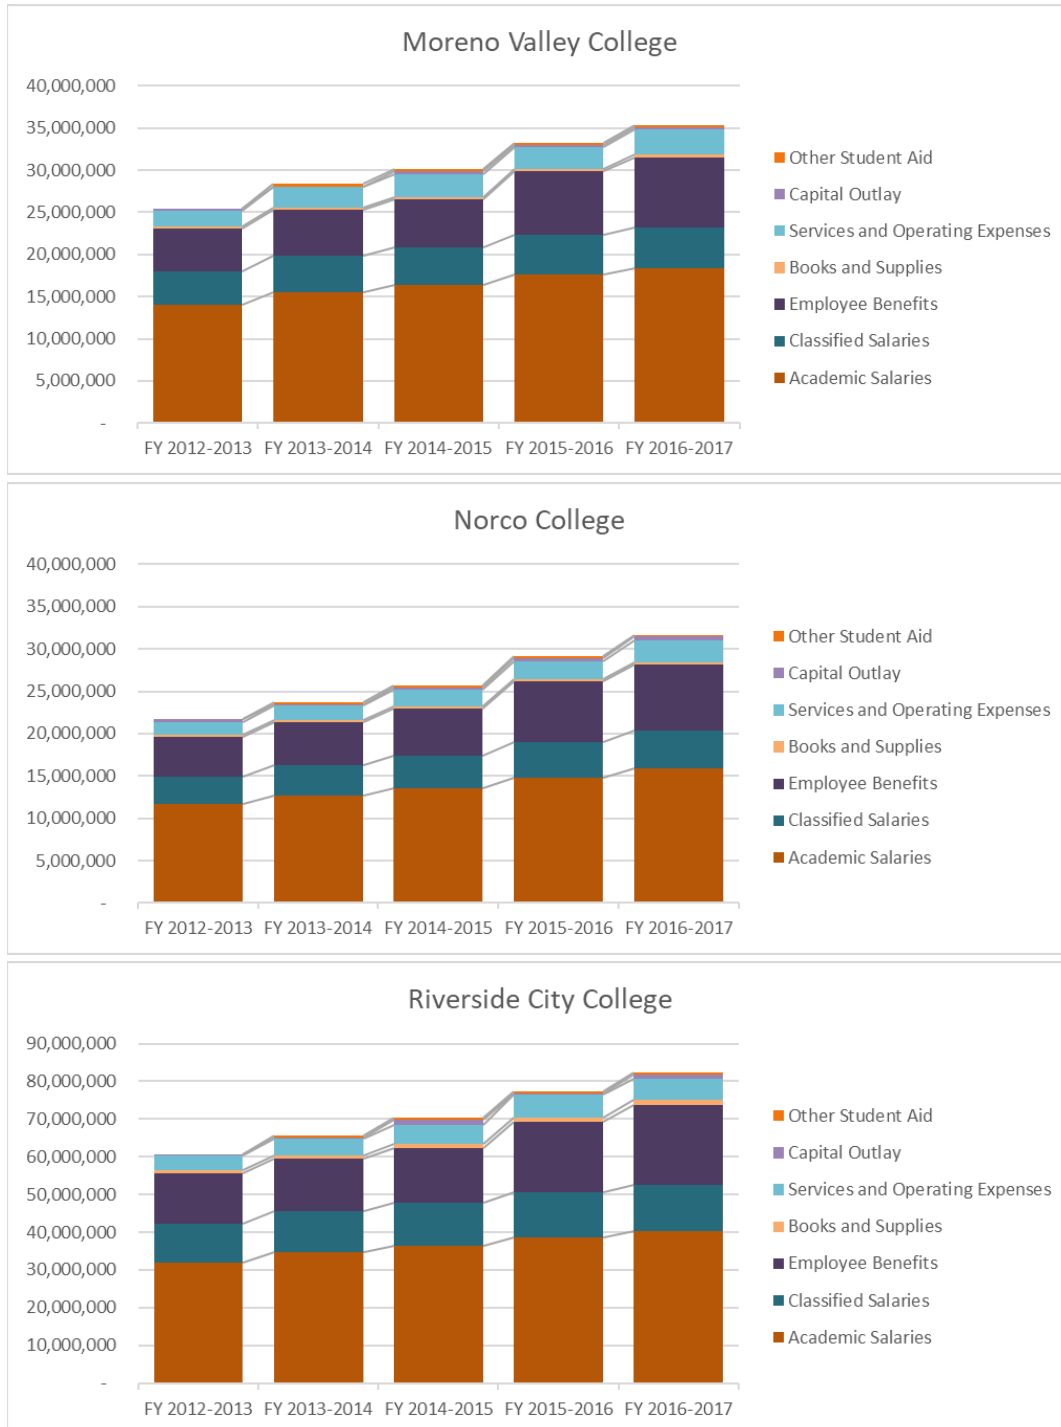 Moreno Valley College
40,000,000
35,000,000
30,000,000
25,000,000
20,000,000
15,000,000
10,000,000
5,000,000
-
FY 2012-2013 FY 2013-2014 FY 2014-2015 FY 2015-2016 FY 2016-2017
Other Student Aid
Capital Outlay
Services and Operating Expenses
Books and Supplies
Employee Benefits
Classified Salaries
Academic Salaries
Norco College
40,000,000
35,000,000
30,000,000
25,000,000
20,000,000
15,000,000
10,000,000
5,000,000
-
FY 2012-2013 FY 2013-2014 FY 2014-2015 FY 2015-2016 FY 2016-2017
Other Student Aid
Capital Outlay
Services and Operating Expenses
Books and Supplies
Employee Benefits
Classified Salaries
Academic Salaries
Riverside City College
90,000,000
80,000,000
70,000,000
60,000,000
50,000,000
40,000,000
30,000,000
20,000,000
10,000,000
-
FY 2012-2013 FY 2013-2014 FY 2014-2015 FY 2015-2016 FY 2016-2017
Other Student Aid
Capital Outlay
Services and Operating Expenses
Books and Supplies
Employee Benefits
Classified Salaries
Academic Salaries